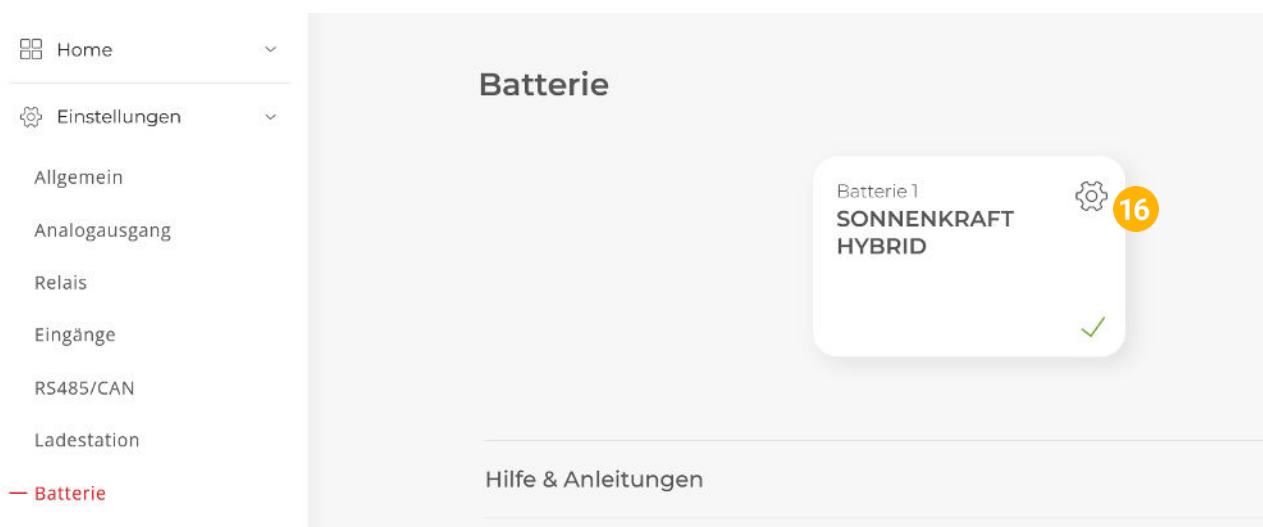 Home
Einstellungen
Allgemein
Analogausgang
Relais
Eingänge
RS485/CAN
Ladestation
Batterie
Batterie
Batterie 1
SONNENKRAFT
HYBRID
16
Hilfe & Anleitungen